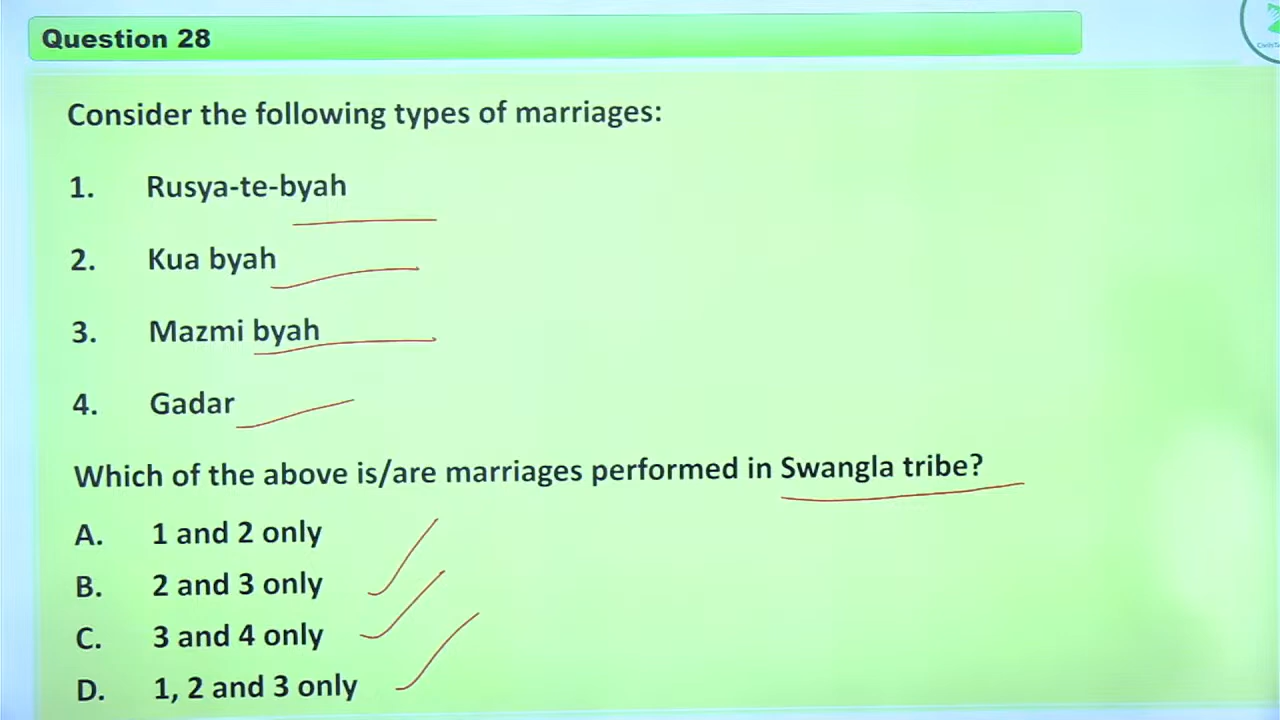 Question 28
Consider the following types of marriages:
1. Rusya-te-byah
2. Kua byah
3. Mazmi byah
4. Gadar
Which of the above is/are marriages performed in Swangla tribe?
A. 1 and 2 only
B. 2 and 3 only
C. 3 and 4 only
D. 1, 2 and 3 only